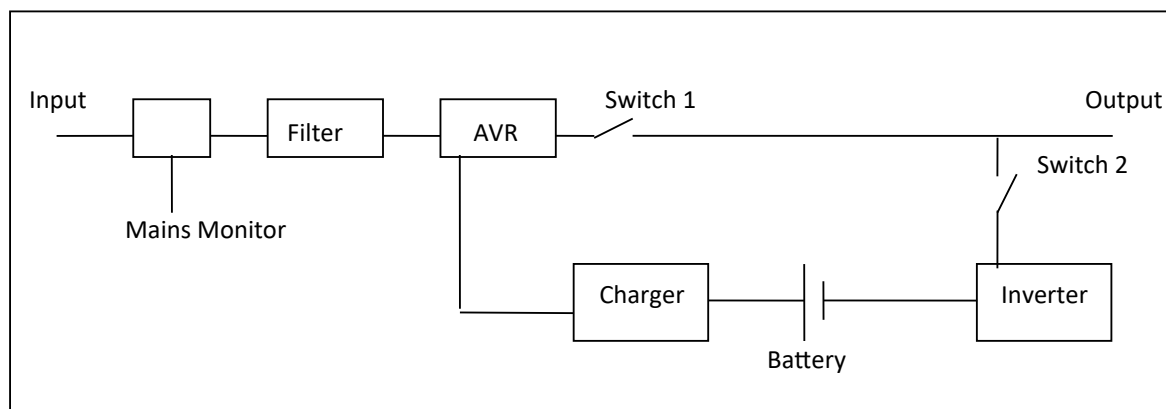 Input
Filter
AVR
Switch 1
Output
Switch 2
Mains Monitor
Charger
Inverter
Battery